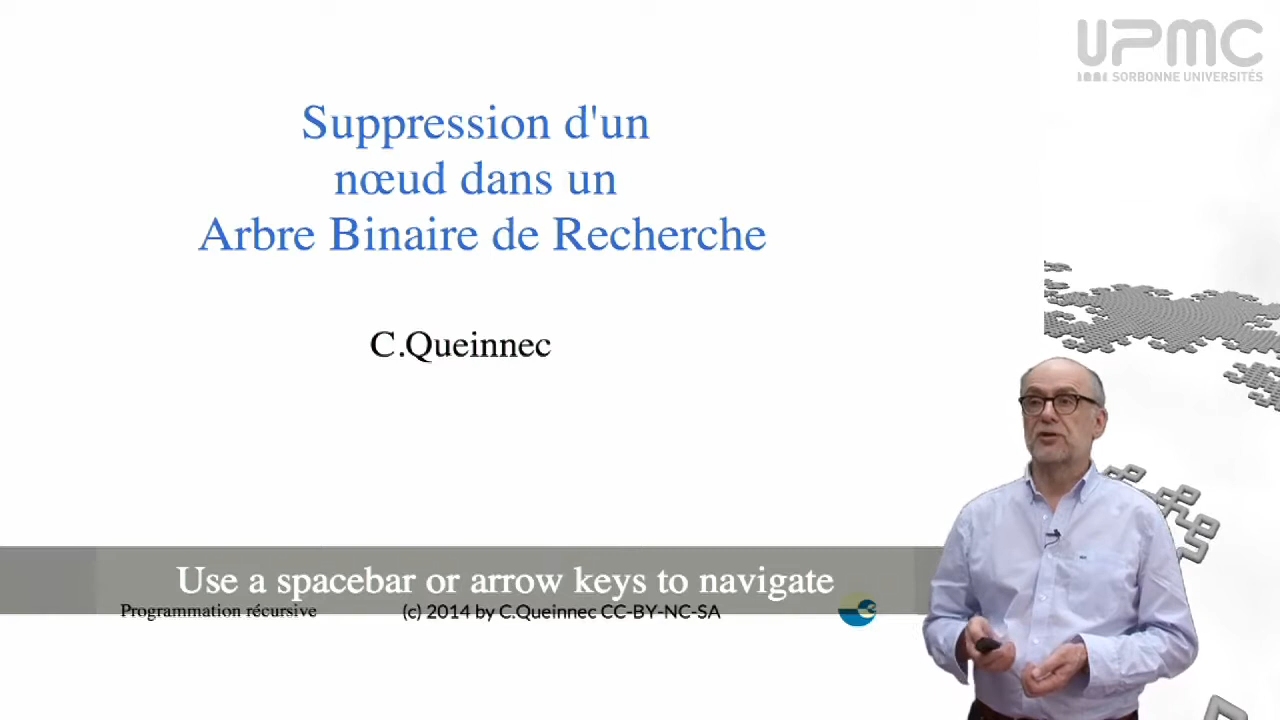 UPMC
SORBONNE UNIVERSITÉS
Suppression d'un
nœud dans un
Arbre Binaire de Recherche
C.Queinnec
Use a spacebar or arrow keys to navigate
Programmation récursive
(c) 2014 by C.Queinnec CC-BY-NC-SA